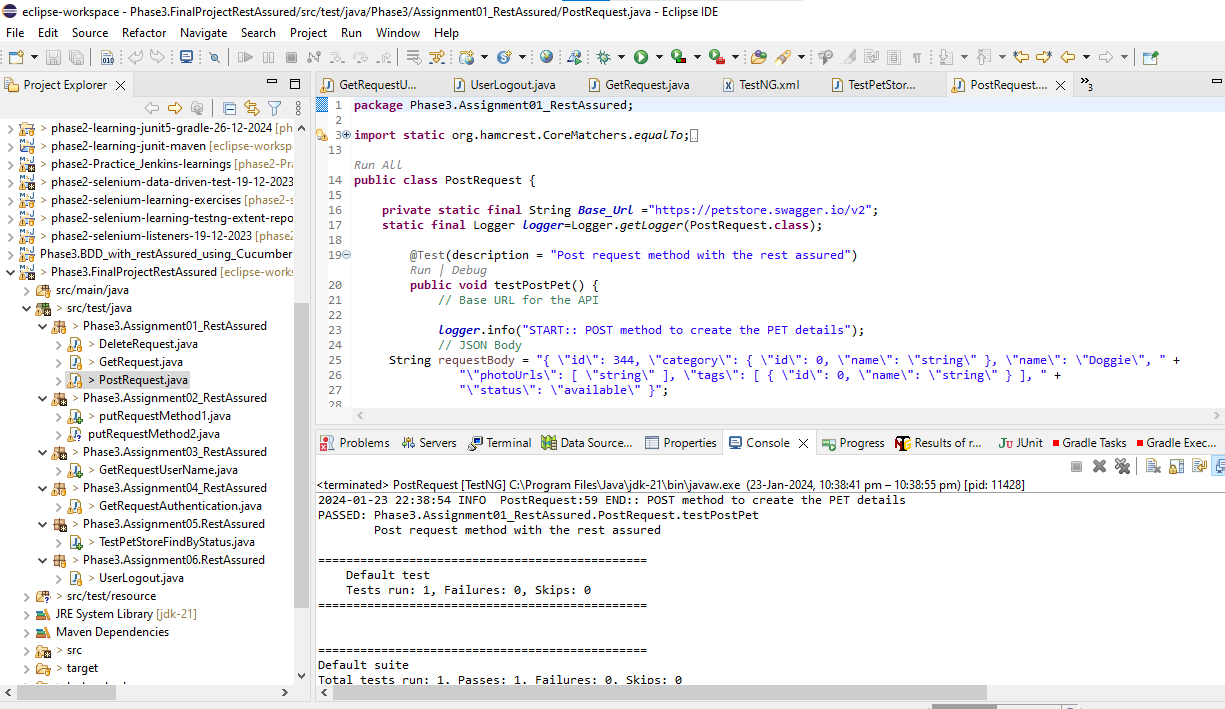 eclipse-workspace - Phase3.FinalProjectRestAssured/src/test/java/Phase3/Assignment01_RestAssured/PostRequest.java - Eclipse IDE
File Edit Source Refactor Navigate Search Project Run Window Help
Project Explorer
phase2-learning-junit5-gradle-26-12-2024 [ph
phase2-learning-junit-maven [eclipse-worksp
phase2-Practice_Jenkins-learnings [phase2-Pr
phase2-selenium-data-driven-test-19-12-2023
phase2-selenium-learning-exercises [phase2-s
phase2-selenium-learning-testng-extent-repo
phase2-selenium-listeners-19-12-2023 [phase2
Phase3.BDD_with_restAssured_using_Cucumber
> Phase3.FinalProjectRestAssured [eclipse-works
src/main/java
> src/test/java
> Phase3.Assignment01_RestAssured
> DeleteRequest.java
> GetRequest.java
> PostRequest.java
> Phase3.Assignment02_RestAssured
> putRequestMethod1.java
putRequestMethod2.java
> Phase3.Assignment03_RestAssured
> GetRequestUserName.java
> Phase3.Assignment04_RestAssured
> GetRequestAuthentication.java
> Phase3.Assignment05.RestAssured
> TestPetStoreFindByStatus.java
> Phase3.Assignment06.RestAssured
> UserLogout.java
> src/test/resource
JRE System Library [jdk-21]
Maven Dependencies
> src
> target
GetRequestU... UserLogout.java GetRequest.java TestNG.xml TestPetStor... PostRequest.... »3
1 package Phase3.Assignment01_RestAssured;
2
3 import static org.hamcrest.CoreMatchers.equalTo;
13
Run All
14 public class PostRequest {
15
16 private static final String Base_Url ="https://petstore.swagger.io/v2";
17 static final Logger logger=Logger.getLogger(PostRequest.class);
18
19 @Test(description = "Post request method with the rest assured")
Run | Debug
20 public void testPostPet() {
21 // Base URL for the API
22
23 logger.info("START:: POST method to create the PET details");
24 // JSON Body
25 String requestBody = "{ \"id\": 344, \"category\": { \"id\": 0, \"name\": \"string\" }, \"name\": \"Doggie\", " +
26 "\"photoUrls\": [ \"string\" ], \"tags\": [ { \"id\": 0, \"name\": \"string\" } ], " +
27 "\"status\": \"available\" }";
28
Problems Servers Terminal Data Source... Properties Console Progress Results of r... JUnit Gradle Tasks Gradle Exec...
<terminated> PostRequest [TestNG] C:\Program Files\Java\jdk-21\bin\javaw.exe (23-Jan-2024, 10:38:41 pm – 10:38:55 pm) [pid: 11428]
2024-01-23 22:38:54 INFO PostRequest:59 END:: POST method to create the PET details
PASSED: Phase3.Assignment01_RestAssured.PostRequest.testPostPet
Post request method with the rest assured
===============================================
Default test
Tests run: 1, Failures: 0, Skips: 0
===============================================
===============================================
Default suite
Total tests run: 1, Passes: 1, Failures: 0, Skips: 0